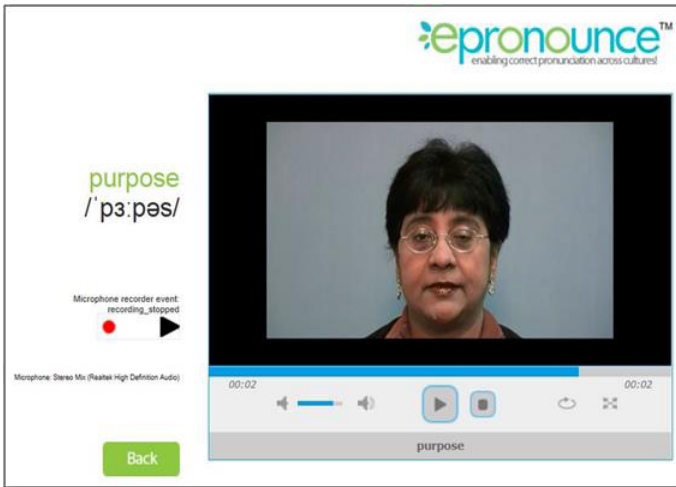 epronounce™
enabling correct pronunciation across cultures!
purpose
/ˈpɜːpəs/
Microphone recorder event:
recording_stopped
Microphone: Stereo Mix (Realtek High Definition Audio)
00:02
00:02
purpose
Back